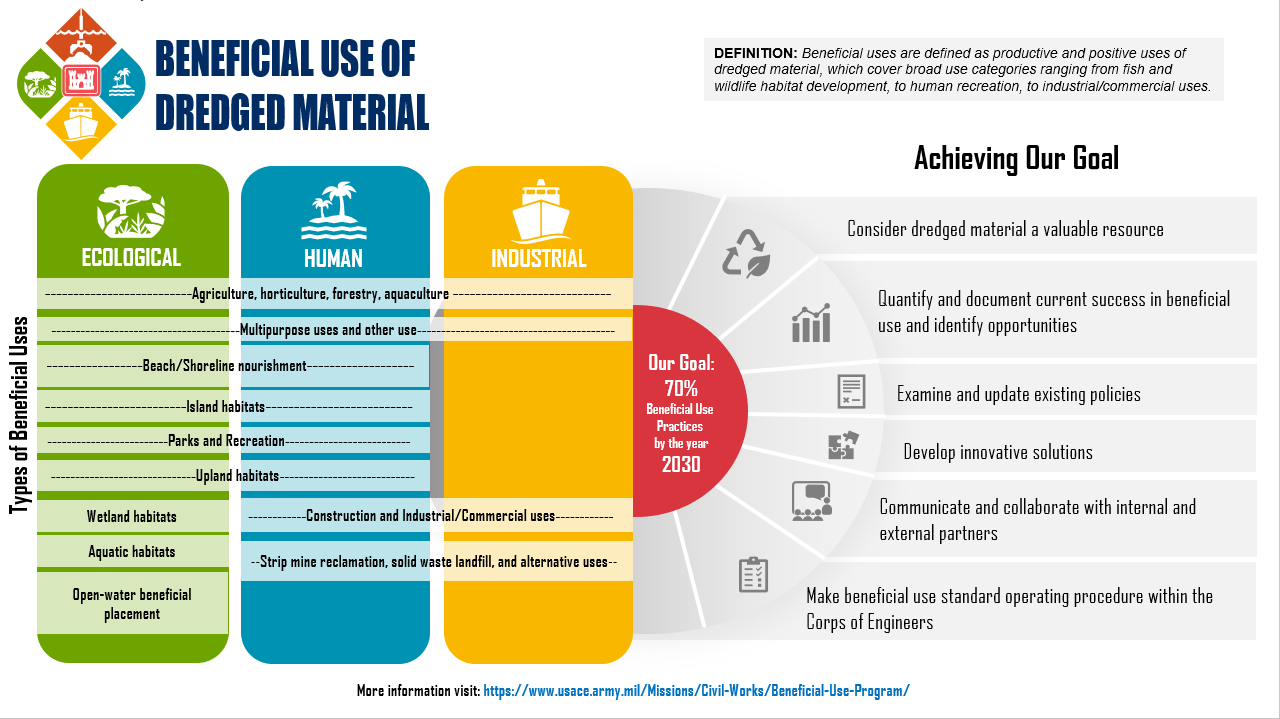 BENEFICIAL USE OF
DREDGED MATERIAL
DEFINITION: Beneficial uses are defined as productive and positive uses of
dredged material, which cover broad use categories ranging from fish and
wildlife habitat development, to human recreation, to industrial/commercial uses.
Types of Beneficial Uses
ECOLOGICAL
HUMAN
INDUSTRIAL
--------------------------Agriculture, horticulture, forestry, aquaculture ----------------------------
---------------------------------Multipurpose uses and other use-----------------------------------
-----------------Beach/Shoreline nourishment-------------------
-------------------------Island habitats--------------------------
---------------------Parks and Recreation----------------------
--------------------------Upland habitats------------------------
Wetland habitats
------------Construction and Industrial/Commercial uses------------
Aquatic habitats
--Strip mine reclamation, solid waste landfill, and alternative uses--
Open-water beneficial
placement
Our Goal:
70%
Beneficial Use
Practices
by the year
2030
Achieving Our Goal
Consider dredged material a valuable resource
Quantify and document current success in beneficial
use and identify opportunities
Examine and update existing policies
Develop innovative solutions
Communicate and collaborate with internal and
external partners
Make beneficial use standard operating procedure within the
Corps of Engineers
More information visit: https://www.usace.army.mil/Missions/Civil-Works/Beneficial-Use-Program/